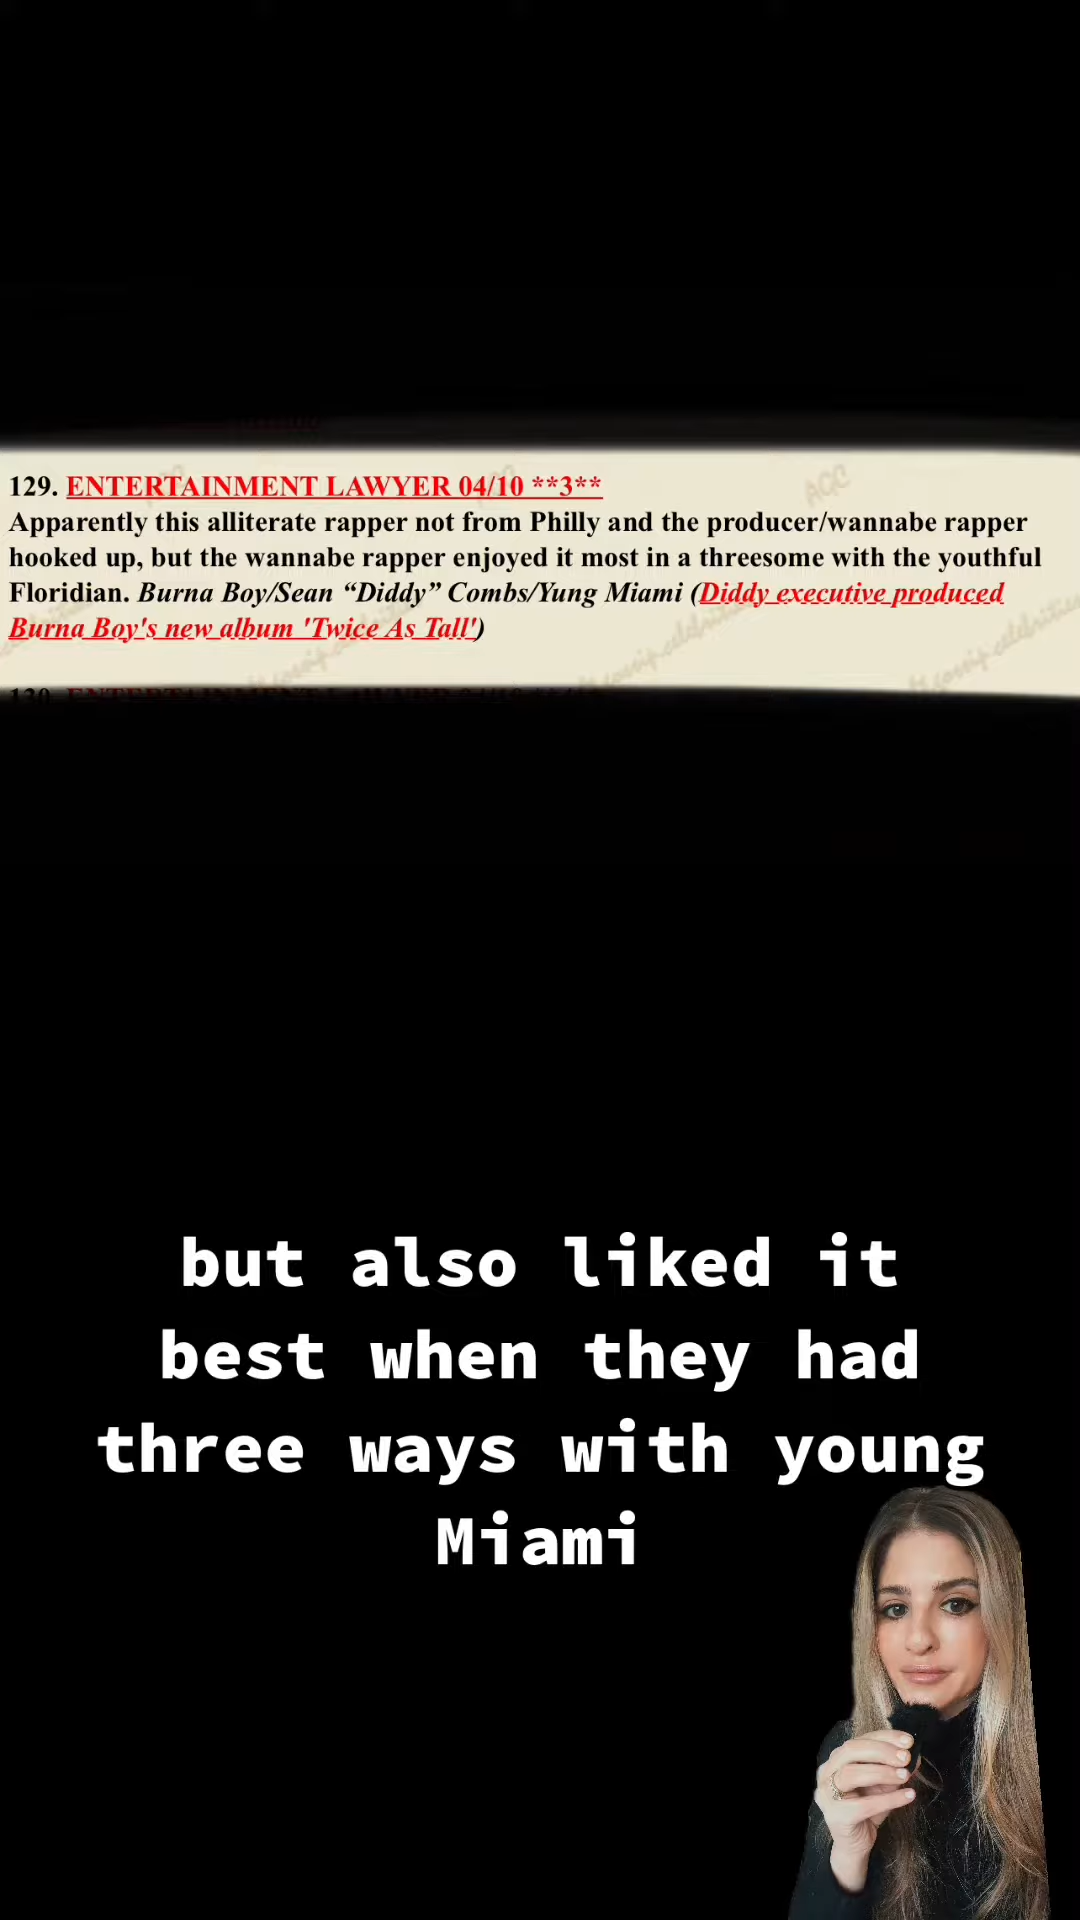 129. ENTERTAINMENT LAWYER 04/10 **3**
Apparently this alliterate rapper not from Philly and the producer/wannabe rapper
hooked up, but the wannabe rapper enjoyed it most in a threesome with the youthful
Floridian. Burna Boy/Sean “Diddy” Combs/Yung Miami (Diddy executive produced
Burna Boy's new album 'Twice As Tall')
130. ENTERTAINMENT LAWYER
but also liked it
best when they had
three ways with young
Miami